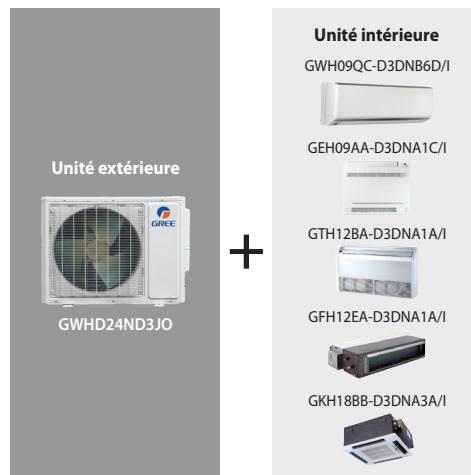 Unité extérieure
GREE
GWHD24ND3JO
+
Unité intérieure
GWH09QC-D3DNB6D/I
GEH09AA-D3DNA1C/I
GTH12BA-D3DNA1A/I
GFH12EA-D3DNA1A/I
GKH18BB-D3DNA3A/I